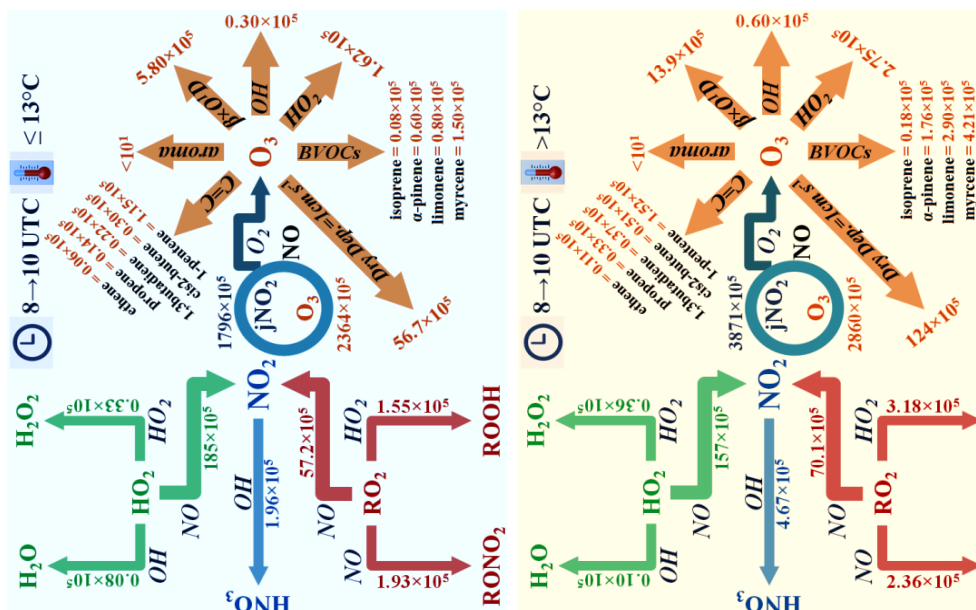 8→10 UTC
≤ 13°C
H₂O
H₂O₂
0.08×10⁵
0.33×10⁵
OH
HO₂
HO₂
NO
185×10⁵
HNO₃
OH
1.96×10⁵
NO₂
1796×10⁵
jNO₂
O₃
2364×10⁵
NO
O₂
O₃
57.2×10⁵
NO
RO₂
NO
HO₂
1.93×10⁵
1.55×10⁵
RONO₂
ROOH
ethene = 0.06×10⁵
propene = 0.14×10⁵
1,3butadiene = 0.22×10⁵
cis2-butene = 0.30×10⁵
1-pentene = 1.15×10⁵
C=C
<10¹
aroma
5.80×10⁵
β×O¹D
0.30×10⁵
OH
1.62×10⁵
HO₂
BVOCs
isoprene = 0.08×10⁵
α-pinene = 0.60×10⁵
limonene = 0.80×10⁵
myrcene = 1.50×10⁵
Dry Dep.=1cm.s⁻¹
56.7×10⁵
8→10 UTC
>13°C
H₂O
H₂O₂
0.10×10⁵
0.36×10⁵
OH
HO₂
HO₂
NO
157×10⁵
HNO₃
OH
4.67×10⁵
NO₂
3871×10⁵
jNO₂
O₃
2860×10⁵
NO
O₂
O₃
70.1×10⁵
NO
RO₂
NO
HO₂
2.36×10⁵
3.18×10⁵
ethene = 0.11×10⁵
propene = 0.33×10⁵
1,3butadiene = 0.37×10⁵
cis2-butene = 0.51×10⁵
1-pentene = 1.52×10⁵
C=C
<10¹
aroma
13.9×10⁵
β×O¹D
0.60×10⁵
OH
2.75×10⁵
HO₂
BVOCs
isoprene = 0.18×10⁵
α-pinene = 1.76×10⁵
limonene = 2.90×10⁵
myrcene = 4.21×10⁵
Dry Dep.=1cm.s⁻¹
124×10⁵